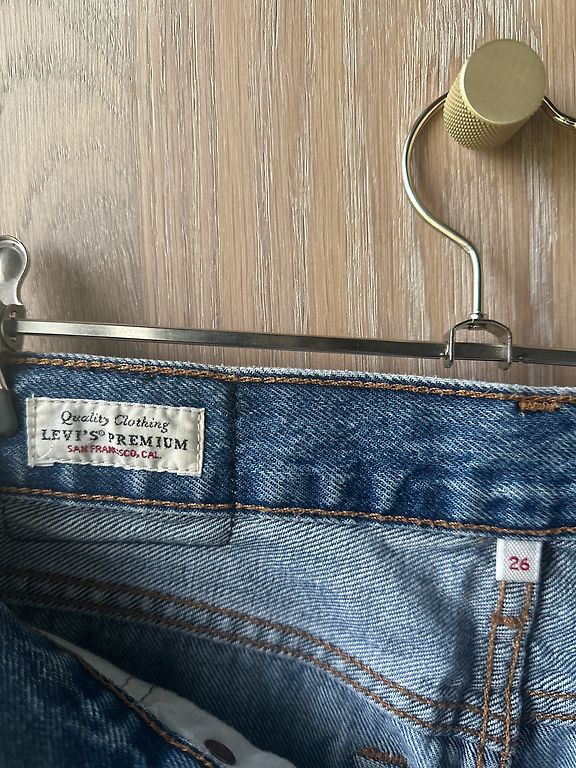 Quality Clothing
LEVI'S® PREMIUM
SAN FRANCISCO, CAL.
26